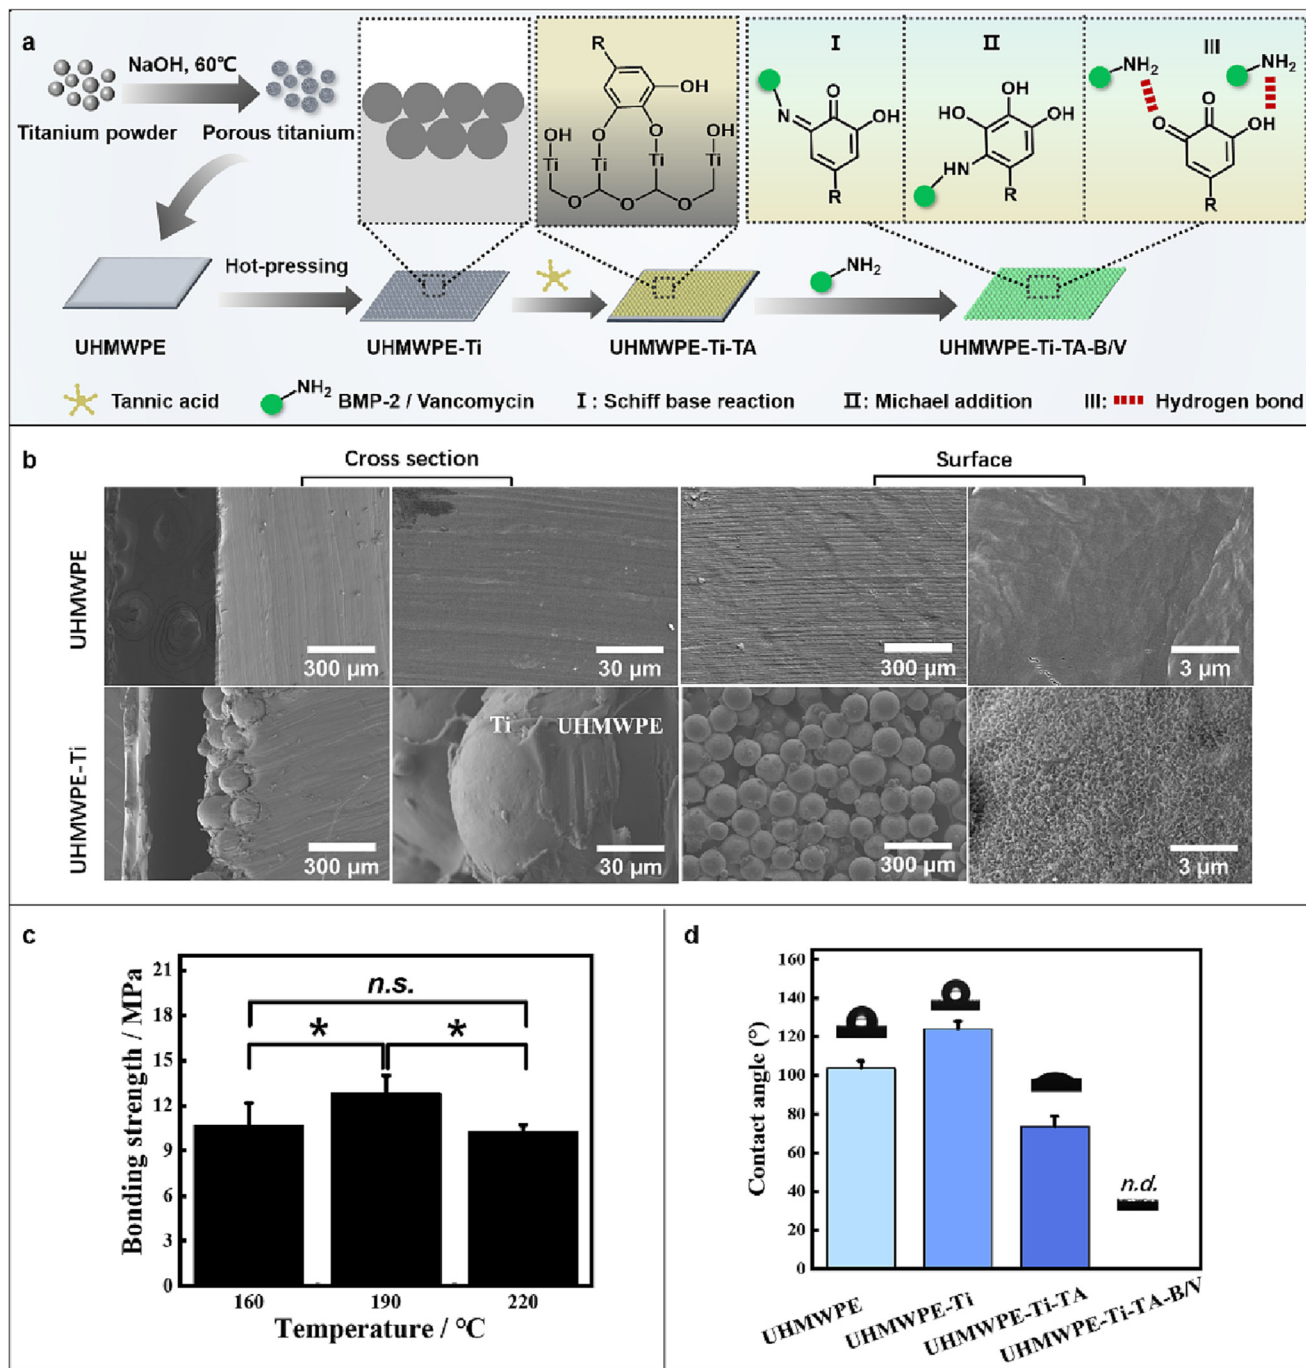 a
NaOH, 60℃
Titanium powder
Porous titanium
R
OH
O
O
OH
OH
Ti
Ti
Ti
Ti
O
O
O
I
O
N
OH
R
II
OH
HO
OH
HN
R
III
NH2
NH2
O
O
OH
R
Hot-pressing
NH2
UHMWPE
UHMWPE-Ti
UHMWPE-Ti-TA
UHMWPE-Ti-TA-B/V
Tannic acid
NH2
BMP-2 / Vancomycin
I : Schiff base reaction
II: Michael addition
III: Hydrogen bond
b
Cross section
Surface
UHMWPE
300 μm
30 μm
300 μm
3 μm
UHMWPE-Ti
Ti
UHMWPE
300 μm
30 μm
300 μm
3 μm
c
Bonding strength / MPa
21
18
15
12
9
6
3
0
n.s.
*
*
160
190
220
Temperature / ℃
d
Contact angle (°)
160
140
120
100
80
60
40
20
0
n.d.
UHMWPE
UHMWPE-Ti
UHMWPE-Ti-TA
UHMWPE-Ti-TA-B/V